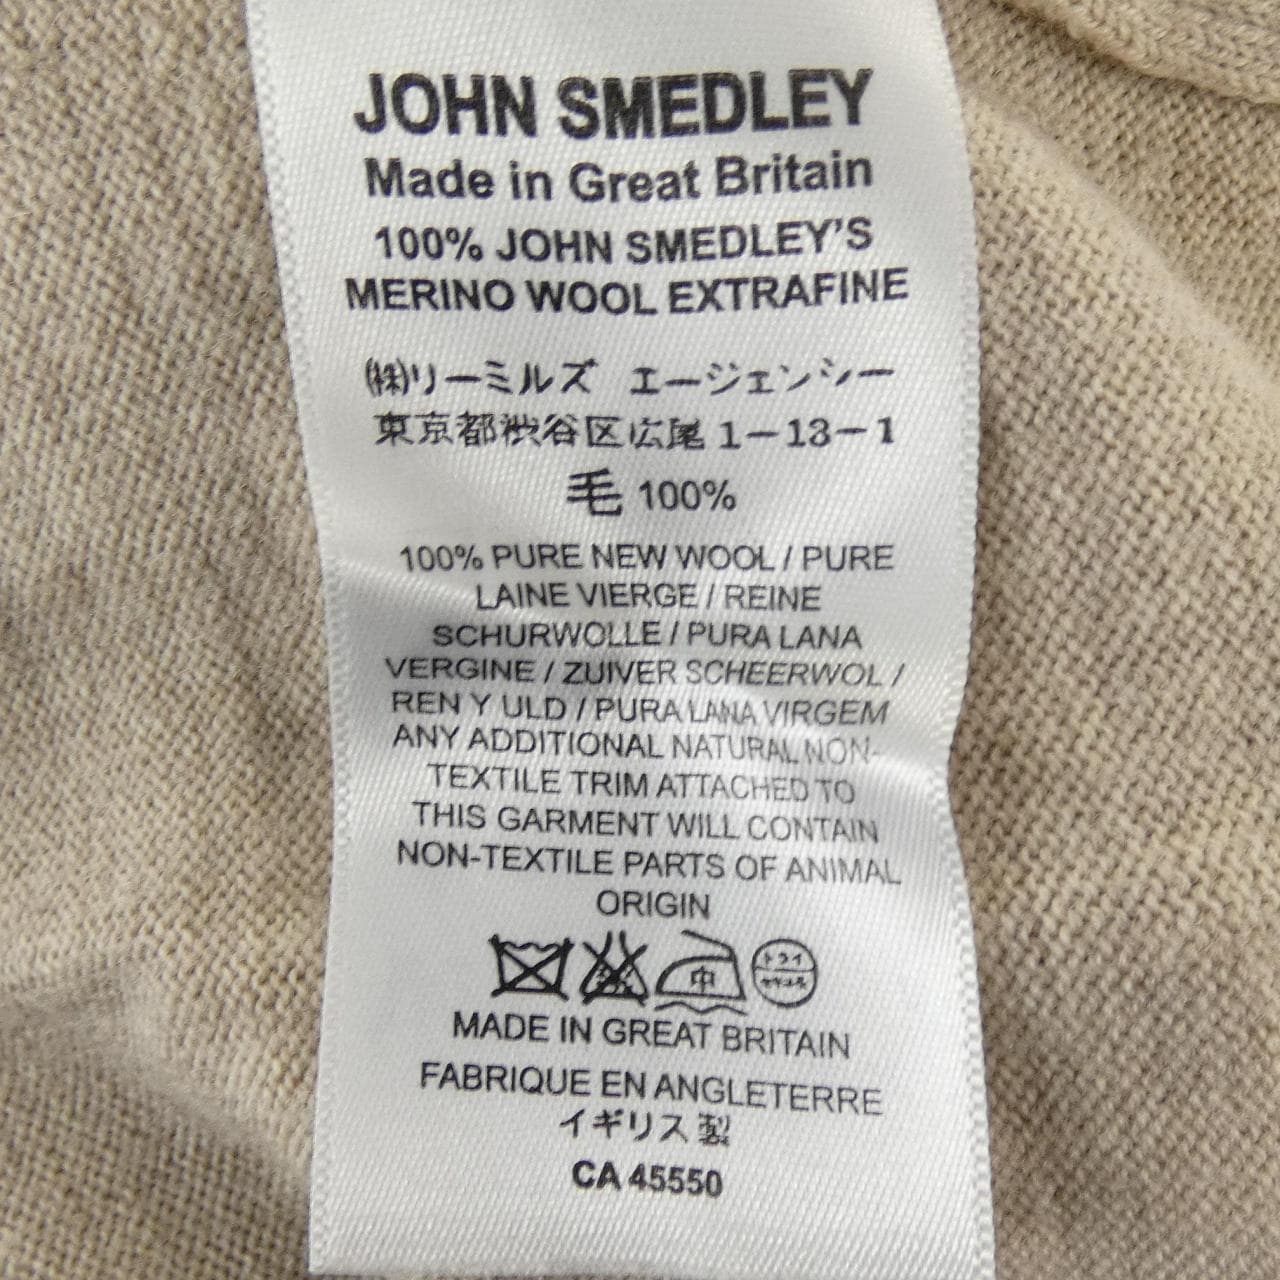 JOHN SMEDLEY
Made in Great Britain
100% JOHN SMEDLEY'S
MERINO WOOL EXTRAFINE
㈱リーミルズ エージェンシー
東京都渋谷区広尾1-13-1
毛 100%
100% PURE NEW WOOL / PURE
LAINE VIERGE / REINE
SCHURWOLLE / PURA LANA
VERGINE / ZUIVER SCHEERWOL /
REN Y ULD / PURA LANA VIRGEM
ANY ADDITIONAL NATURAL NON-
TEXTILE TRIM ATTACHED TO
THIS GARMENT WILL CONTAIN
NON-TEXTILE PARTS OF ANIMAL
ORIGIN
中 ドライ
セキユ系
MADE IN GREAT BRITAIN
FABRIQUE EN ANGLETERRE
イギリス製
CA 45550